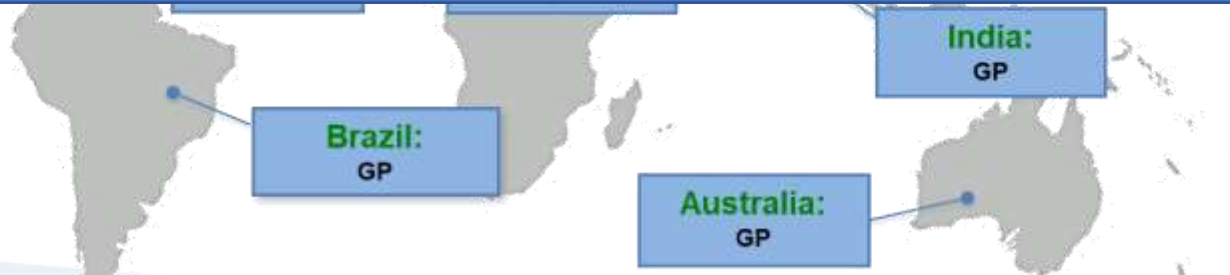 India:
GP
Brazil:
GP
Australia:
GP